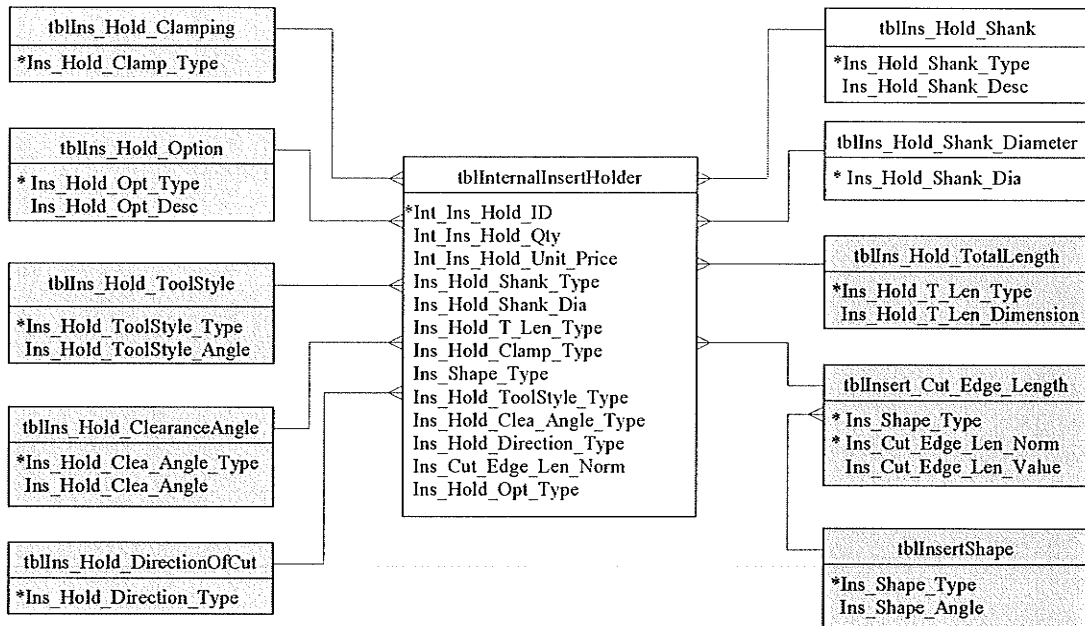 tblIns_Hold_Clamping
*Ins_Hold_Clamp_Type
tblIns_Hold_Option
* Ins_Hold_Opt_Type
Ins_Hold_Opt_Desc
tblIns_Hold_ToolStyle
*Ins_Hold_ToolStyle_Type
Ins_Hold_ToolStyle_Angle
tblIns_Hold_ClearanceAngle
*Ins_Hold_Clea_Angle_Type
Ins_Hold_Clea_Angle
tblIns_Hold_DirectionOfCut
*Ins_Hold_Direction_Type
tblInternalInsertHolder
*Int_Ins_Hold_ID
Int_Ins_Hold_Qty
Int_Ins_Hold_Unit_Price
Ins_Hold_Shank_Type
Ins_Hold_Shank_Dia
Ins_Hold_T_Len_Type
Ins_Hold_Clamp_Type
Ins_Shape_Type
Ins_Hold_ToolStyle_Type
Ins_Hold_Clea_Angle_Type
Ins_Hold_Direction_Type
Ins_Cut_Edge_Len_Norm
Ins_Hold_Opt_Type
tblIns_Hold_Shank
*Ins_Hold_Shank_Type
Ins_Hold_Shank_Desc
tblIns_Hold_Shank_Diameter
* Ins_Hold_Shank_Dia
tblIns_Hold_TotalLength
*Ins_Hold_T_Len_Type
Ins_Hold_T_Len_Dimension
tblInsert_Cut_Edge_Length
* Ins_Shape_Type
* Ins_Cut_Edge_Len_Norm
Ins_Cut_Edge_Len_Value
tblInsertShape
*Ins_Shape_Type
Ins_Shape_Angle